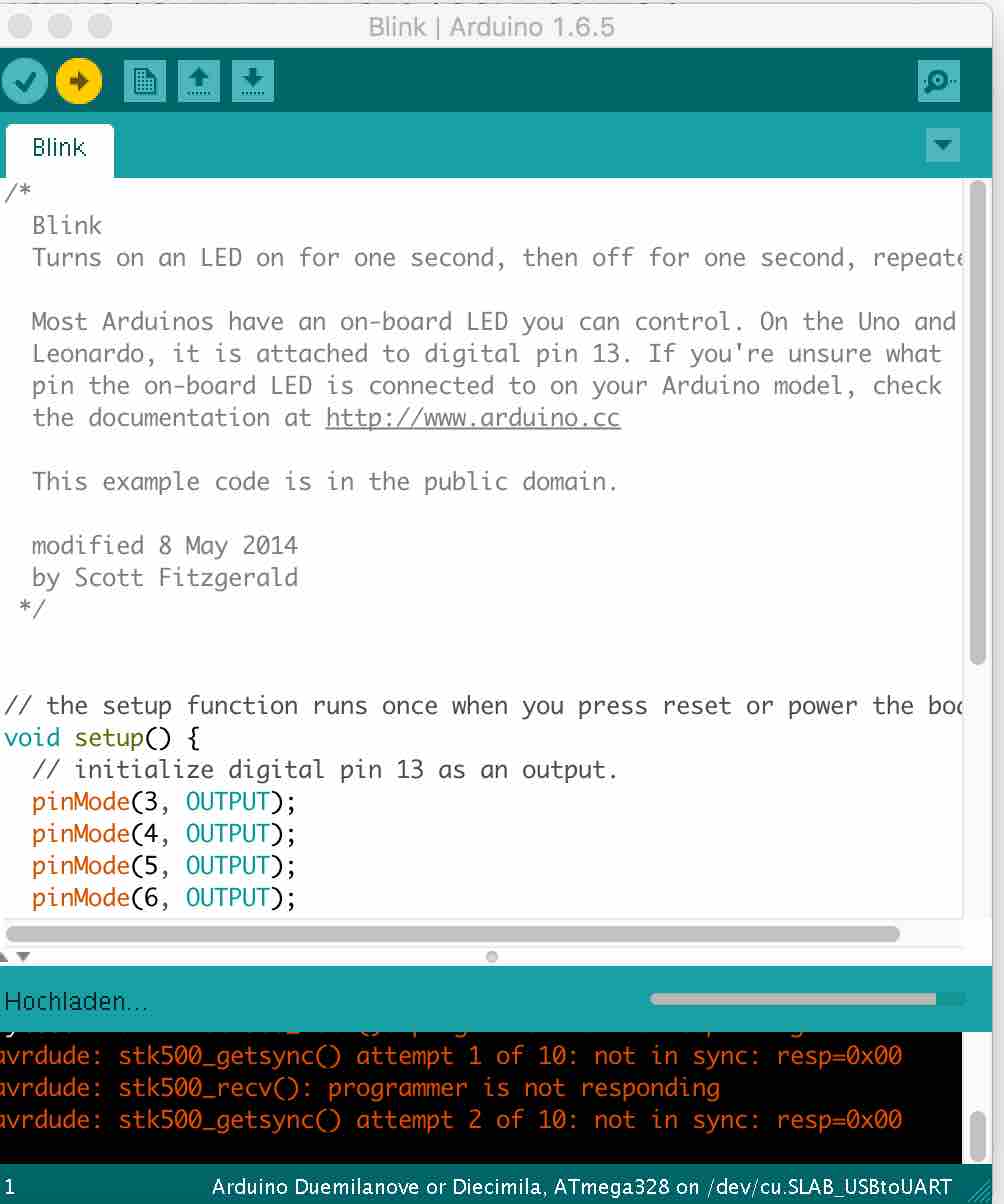 Blink | Arduino 1.6.5
Blink
/*
Blink
Turns on an LED on for one second, then off for one second,
Most Arduinos have an on-board LED you can control. On the Uno and
Leonardo, it is attached to digital pin 13. If you're unsure what
pin the on-board LED is connected to on your Arduino model, check
the documentation at http://www.arduino.cc
This example code is in the public domain.
modified 8 May 2014
by Scott Fitzgerald
*/
// the setup function runs once when you press reset or power the
void setup() {
// initialize digital pin 13 as an output.
pinMode(3, OUTPUT);
pinMode(4, OUTPUT);
pinMode(5, OUTPUT);
pinMode(6, OUTPUT);
Hochladen...
avrdude: stk500_getsync() attempt 1 of 10: not in sync: resp=0x00
avrdude: stk500_recv(): programmer is not responding
avrdude: stk500_getsync() attempt 2 of 10: not in sync: resp=0x00
1 Arduino Duemilanove or Diecimila, ATmega328 on /dev/cu.SLAB_USBtoUART